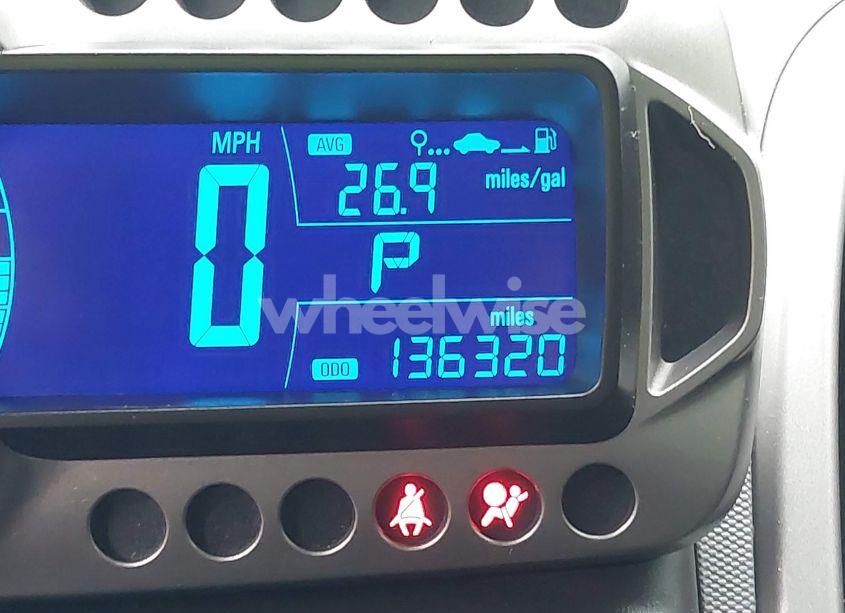 MPH
AVG
26.9 miles/gal
0
P
wheelwise
miles
ODO 136320